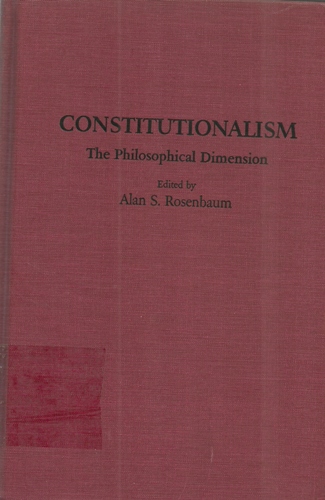 CONSTITUTIONALISM
The Philosophical Dimension
Edited by
Alan S. Rosenbaum